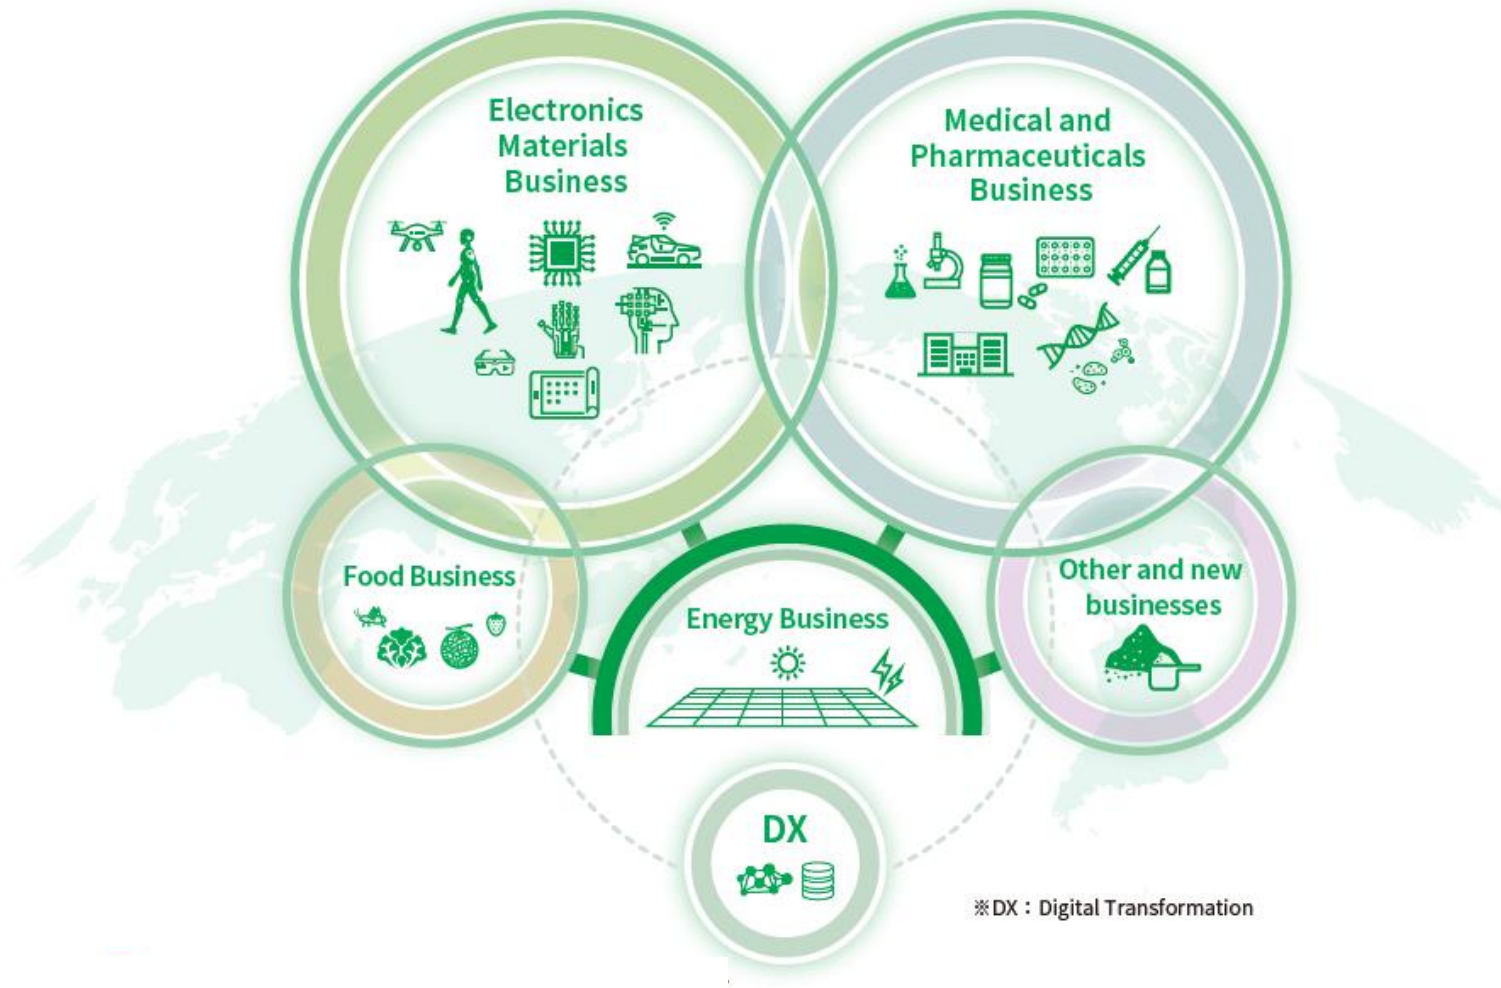 Electronics
Materials
Business
Medical and
Pharmaceuticals
Business
Food Business
Energy Business
Other and new
businesses
DX
※DX：Digital Transformation